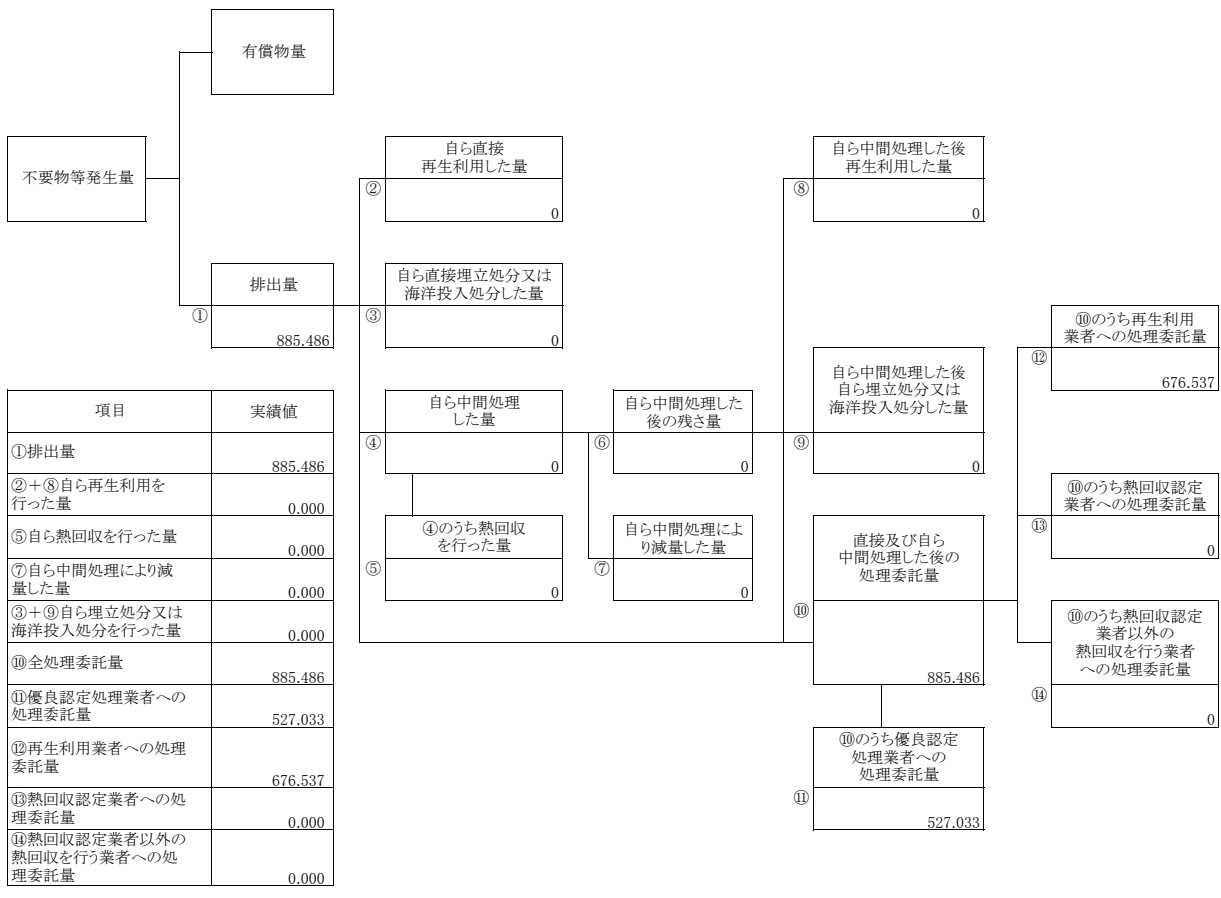 有償物量
不要物等発生量
排出量
①
885.486
自ら直接
再生利用した量
②
0
自ら直接埋立処分又は
海洋投入処分した量
③
0
自ら中間処理
した量
④
0
④のうち熱回収
を行った量
⑤
0
自ら中間処理した
後の残さ量
⑥
0
自ら中間処理によ
り減量した量
⑦
0
自ら中間処理した後
再生利用した量
⑧
0
自ら中間処理した後
自ら埋立処分又は
海洋投入処分した量
⑨
0
直接及び自ら
中間処理した後の
処理委託量
⑩
885.486
⑩のうち優良認定
処理業者への
処理委託量
⑪
527.033
⑩のうち再生利用
業者への処理委託量
⑫
676.537
⑩のうち熱回収認定
業者への処理委託量
⑬
0
⑩のうち熱回収認定
業者以外の
熱回収を行う業者
への処理委託量
⑭
0
項目 実績値
①排出量
885.486
②＋⑧自ら再生利用を
行った量
0.000
⑤自ら熱回収を行った量
0.000
⑦自ら中間処理により減
量した量
0.000
③＋⑨自ら埋立処分又は
海洋投入処分を行った量
0.000
⑩全処理委託量
885.486
⑪優良認定処理業者への
処理委託量
527.033
⑫再生利用業者への処理
委託量
676.537
⑬熱回収認定業者への処
理委託量
0.000
⑭熱回収認定業者以外の
熱回収を行う業者への処
理委託量
0.000